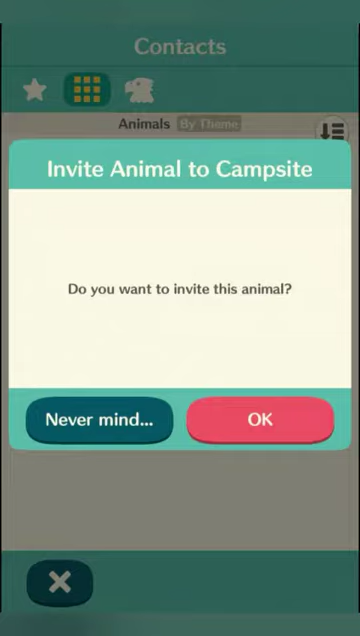 Contacts
Animals By Theme
Invite Animal to Campsite
Do you want to invite this animal?
Never mind... OK